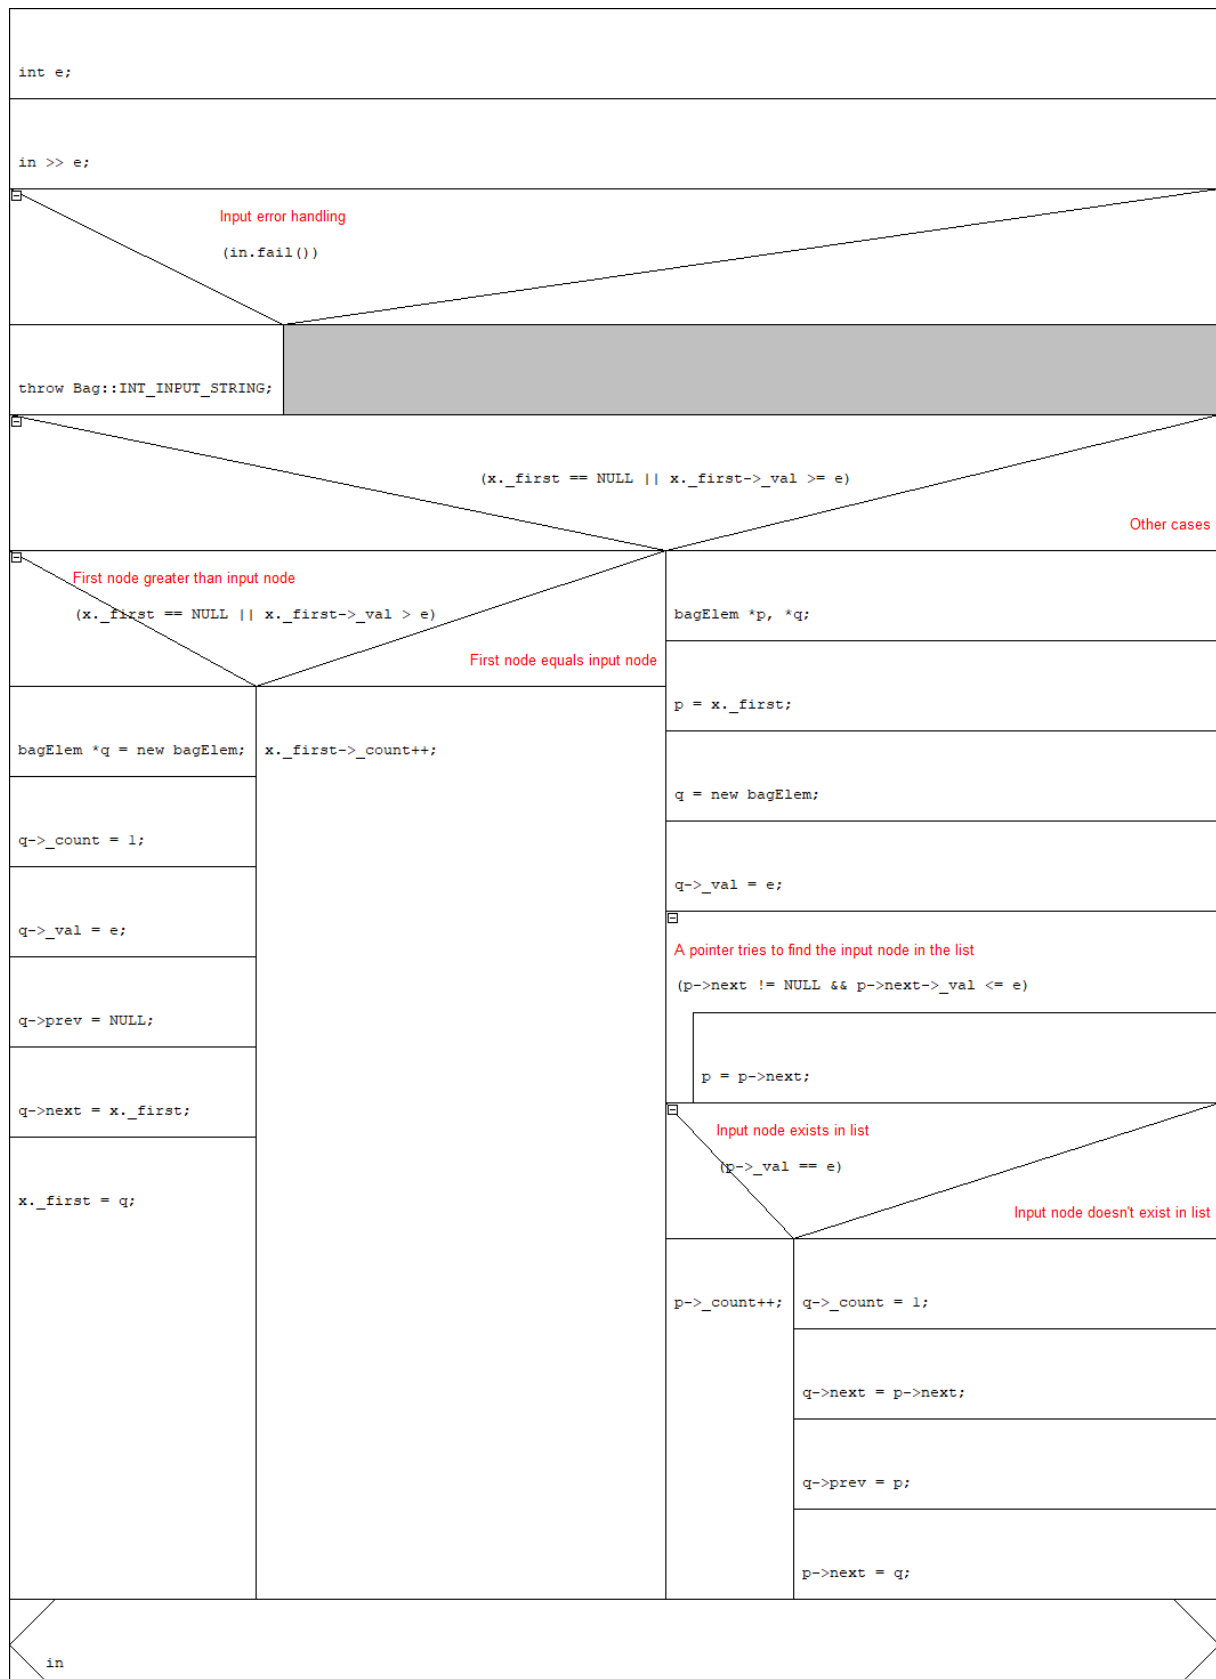 int e;
in >> e;
Input error handling
(in.fail())
throw Bag::INT_INPUT_STRING;
(x._first == NULL || x._first->_val >= e)
Other cases
First node greater than input node
(x._first == NULL || x._first->_val > e)
First node equals input node
bagElem *q = new bagElem;
q->_count = 1;
q->_val = e;
q->prev = NULL;
q->next = x._first;
x._first = q;
x._first->_count++;
bagElem *p, *q;
p = x._first;
q = new bagElem;
q->_val = e;
A pointer tries to find the input node in the list
(p->next != NULL && p->next->_val <= e)
p = p->next;
Input node exists in list
(p->_val == e)
Input node doesn't exist in list
p->_count++;
q->_count = 1;
q->next = p->next;
q->prev = p;
p->next = q;
in